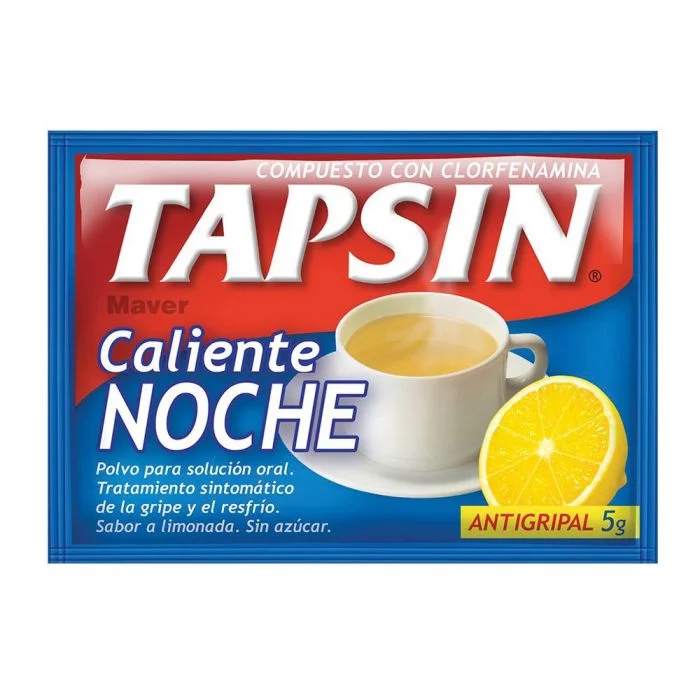 COMPUESTO CON CLORFENAMINA
TAPSIN®
Maver
Caliente
NOCHE
Polvo para solución oral.
Tratamiento sintomático
de la gripe y el resfrío.
Sabor a limonada. Sin azúcar.
ANTIGRIPAL 5g